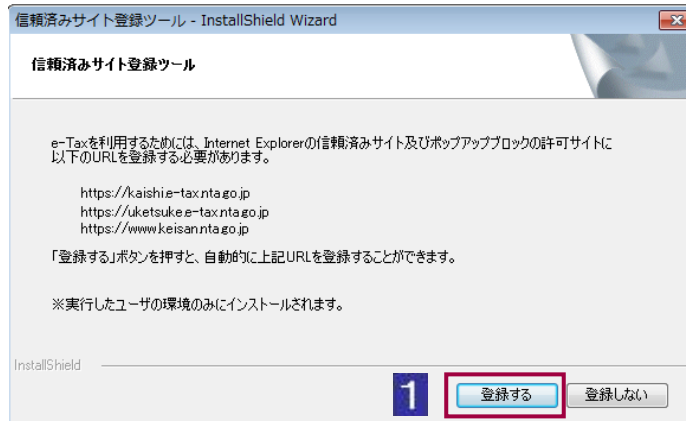 信頼済みサイト登録ツール - InstallShield Wizard
信頼済みサイト登録ツール
e-Taxを利用するためには、Internet Explorerの信頼済みサイト及びポップアップブロックの許可サイトに
以下のURLを登録する必要があります。
https://kaishi.e-tax.nta.go.jp
https://uketsuke.e-tax.nta.go.jp
https://www.keisan.nta.go.jp
「登録する」ボタンを押すと、自動的に上記URLを登録することができます。
※実行したユーザの環境のみにインストールされます。
InstallShield
1 登録する 登録しない